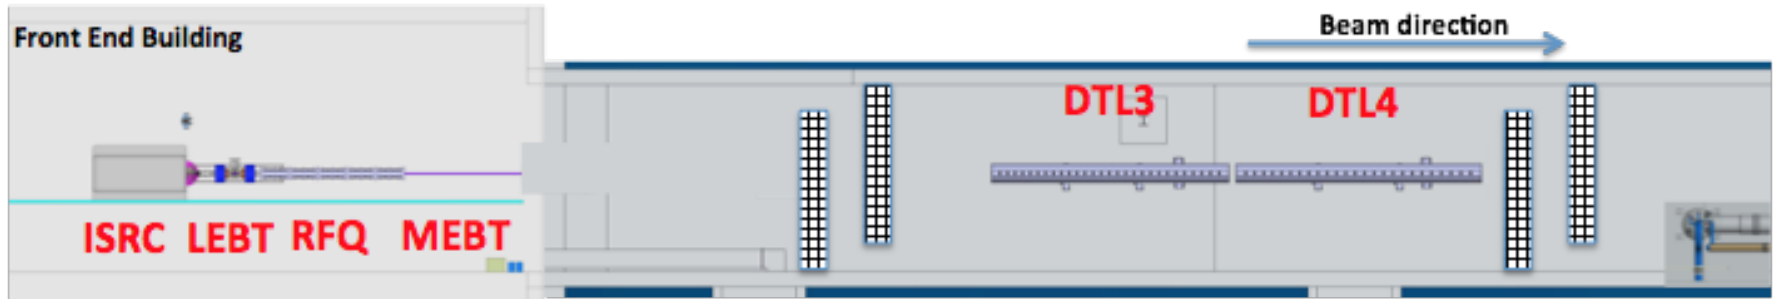 Front End Building
Beam direction
DTL3
DTL4
ISRC LEBT RFQ MEBT